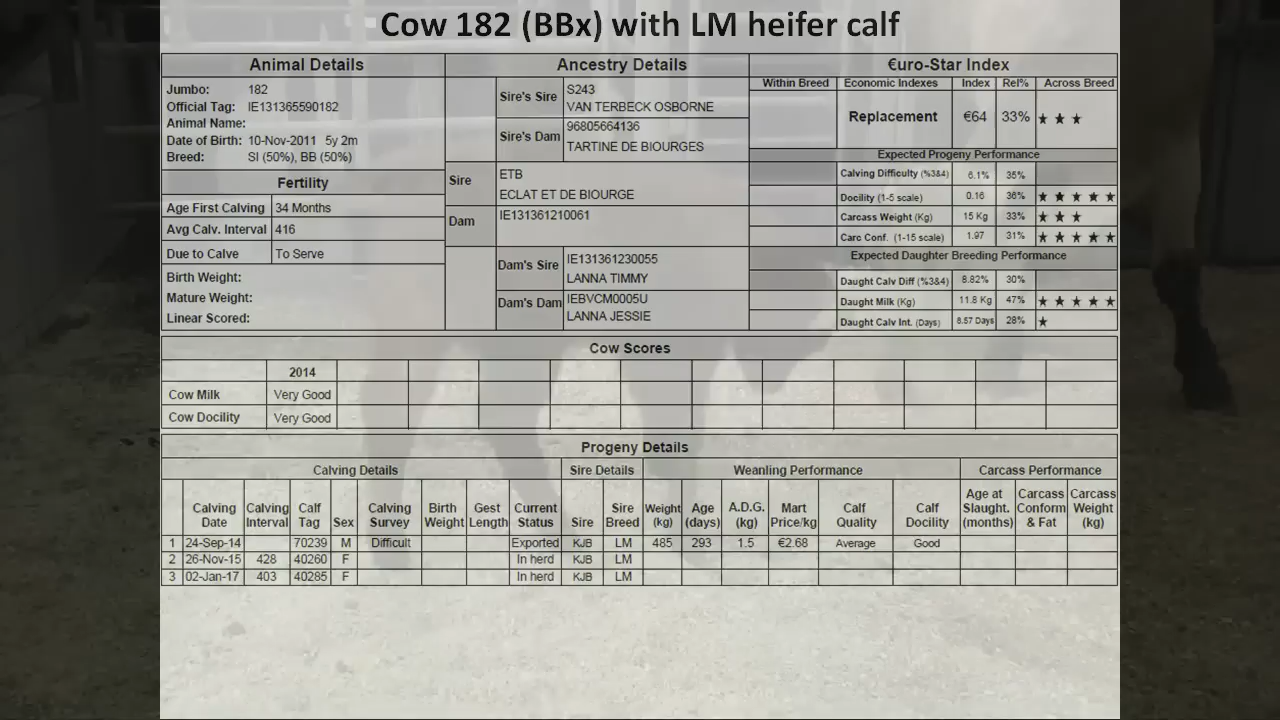 Cow 182 (BBx) with LM heifer calf
Animal Details
Jumbo: 182
Official Tag: IE131365590182
Animal Name:
Date of Birth: 10-Nov-2011 5y 2m
Breed: SI (50%), BB (50%)
Fertility
Age First Calving 34 Months
Avg Calv. Interval 416
Due to Calve To Serve
Birth Weight:
Mature Weight:
Linear Scored:
Ancestry Details
Sire's Sire S243
VAN TERBECK OSBORNE
Sire's Dam 96805664136
TARTINE DE BIOURGES
Sire ETB
ECLAT ET DE BIOURGE
Dam IE131361210061
Dam's Sire IE131361230055
LANNA TIMMY
Dam's Dam IEBVCM0005U
LANNA JESSIE
€uro-Star Index
Within Breed Economic Indexes Index Rel% Across Breed
Replacement €64 33% ★ ★ ★
Expected Progeny Performance
Calving Difficulty (%3&4) 6.1% 35%
Docility (1-5 scale) 0.16 36% ★ ★ ★ ★ ★
Carcass Weight (Kg) 15 Kg 33% ★ ★ ★
Carc Conf. (1-15 scale) 1.97 31% ★ ★ ★ ★ ★
Expected Daughter Breeding Performance
Daught Calv Diff (%3&4) 8.82% 30%
Daught Milk (Kg) 11.8 Kg 47% ★ ★ ★ ★ ★
Daught Calv Int. (Days) 8.57 Days 28% ★
Cow Scores
2014
Cow Milk Very Good
Cow Docility Very Good
Progeny Details
Calving Details Sire Details Weanling Performance Carcass Performance
Calving Date Calving Interval Calf Tag Sex Calving Survey Birth Weight Gest Length Current Status Sire Sire Breed Weight (kg) Age (days) A.D.G. (kg) Mart Price/kg Calf Quality Calf Docility Age at Slaught. (months) Carcass Conform & Fat Carcass Weight (kg)
1 24-Sep-14 70239 M Difficult Exported KJB LM 485 293 1.5 €2.68 Average Good
2 26-Nov-15 428 40260 F In herd KJB LM
3 02-Jan-17 403 40285 F In herd KJB LM